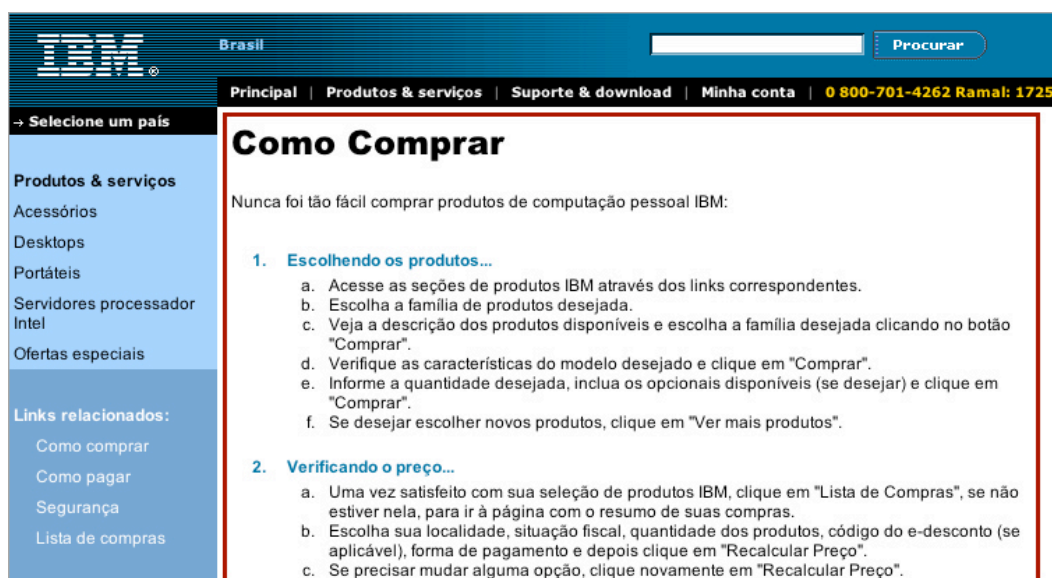 IBM®
Brasil
Procurar
Principal | Produtos & serviços | Suporte & download | Minha conta | 0 800-701-4262 Ramal: 1725
→ Selecione um país
Produtos & serviços
Acessórios
Desktops
Portáteis
Servidores processador
Intel
Ofertas especiais
Links relacionados:
Como comprar
Como pagar
Segurança
Lista de compras
Como Comprar
Nunca foi tão fácil comprar produtos de computação pessoal IBM:
1. Escolhendo os produtos...
a. Acesse as seções de produtos IBM através dos links correspondentes.
b. Escolha a família de produtos desejada.
c. Veja a descrição dos produtos disponíveis e escolha a família desejada clicando no botão
"Comprar".
d. Verifique as características do modelo desejado e clique em "Comprar".
e. Informe a quantidade desejada, inclua os opcionais disponíveis (se desejar) e clique em
"Comprar".
f. Se desejar escolher novos produtos, clique em "Ver mais produtos".
2. Verificando o preço...
a. Uma vez satisfeito com sua seleção de produtos IBM, clique em "Lista de Compras", se não
estiver nela, para ir à página com o resumo de suas compras.
b. Escolha sua localidade, situação fiscal, quantidade dos produtos, código do e-desconto (se
aplicável), forma de pagamento e depois clique em "Recalcular Preço".
c. Se precisar mudar alguma opção, clique novamente em "Recalcular Preço".